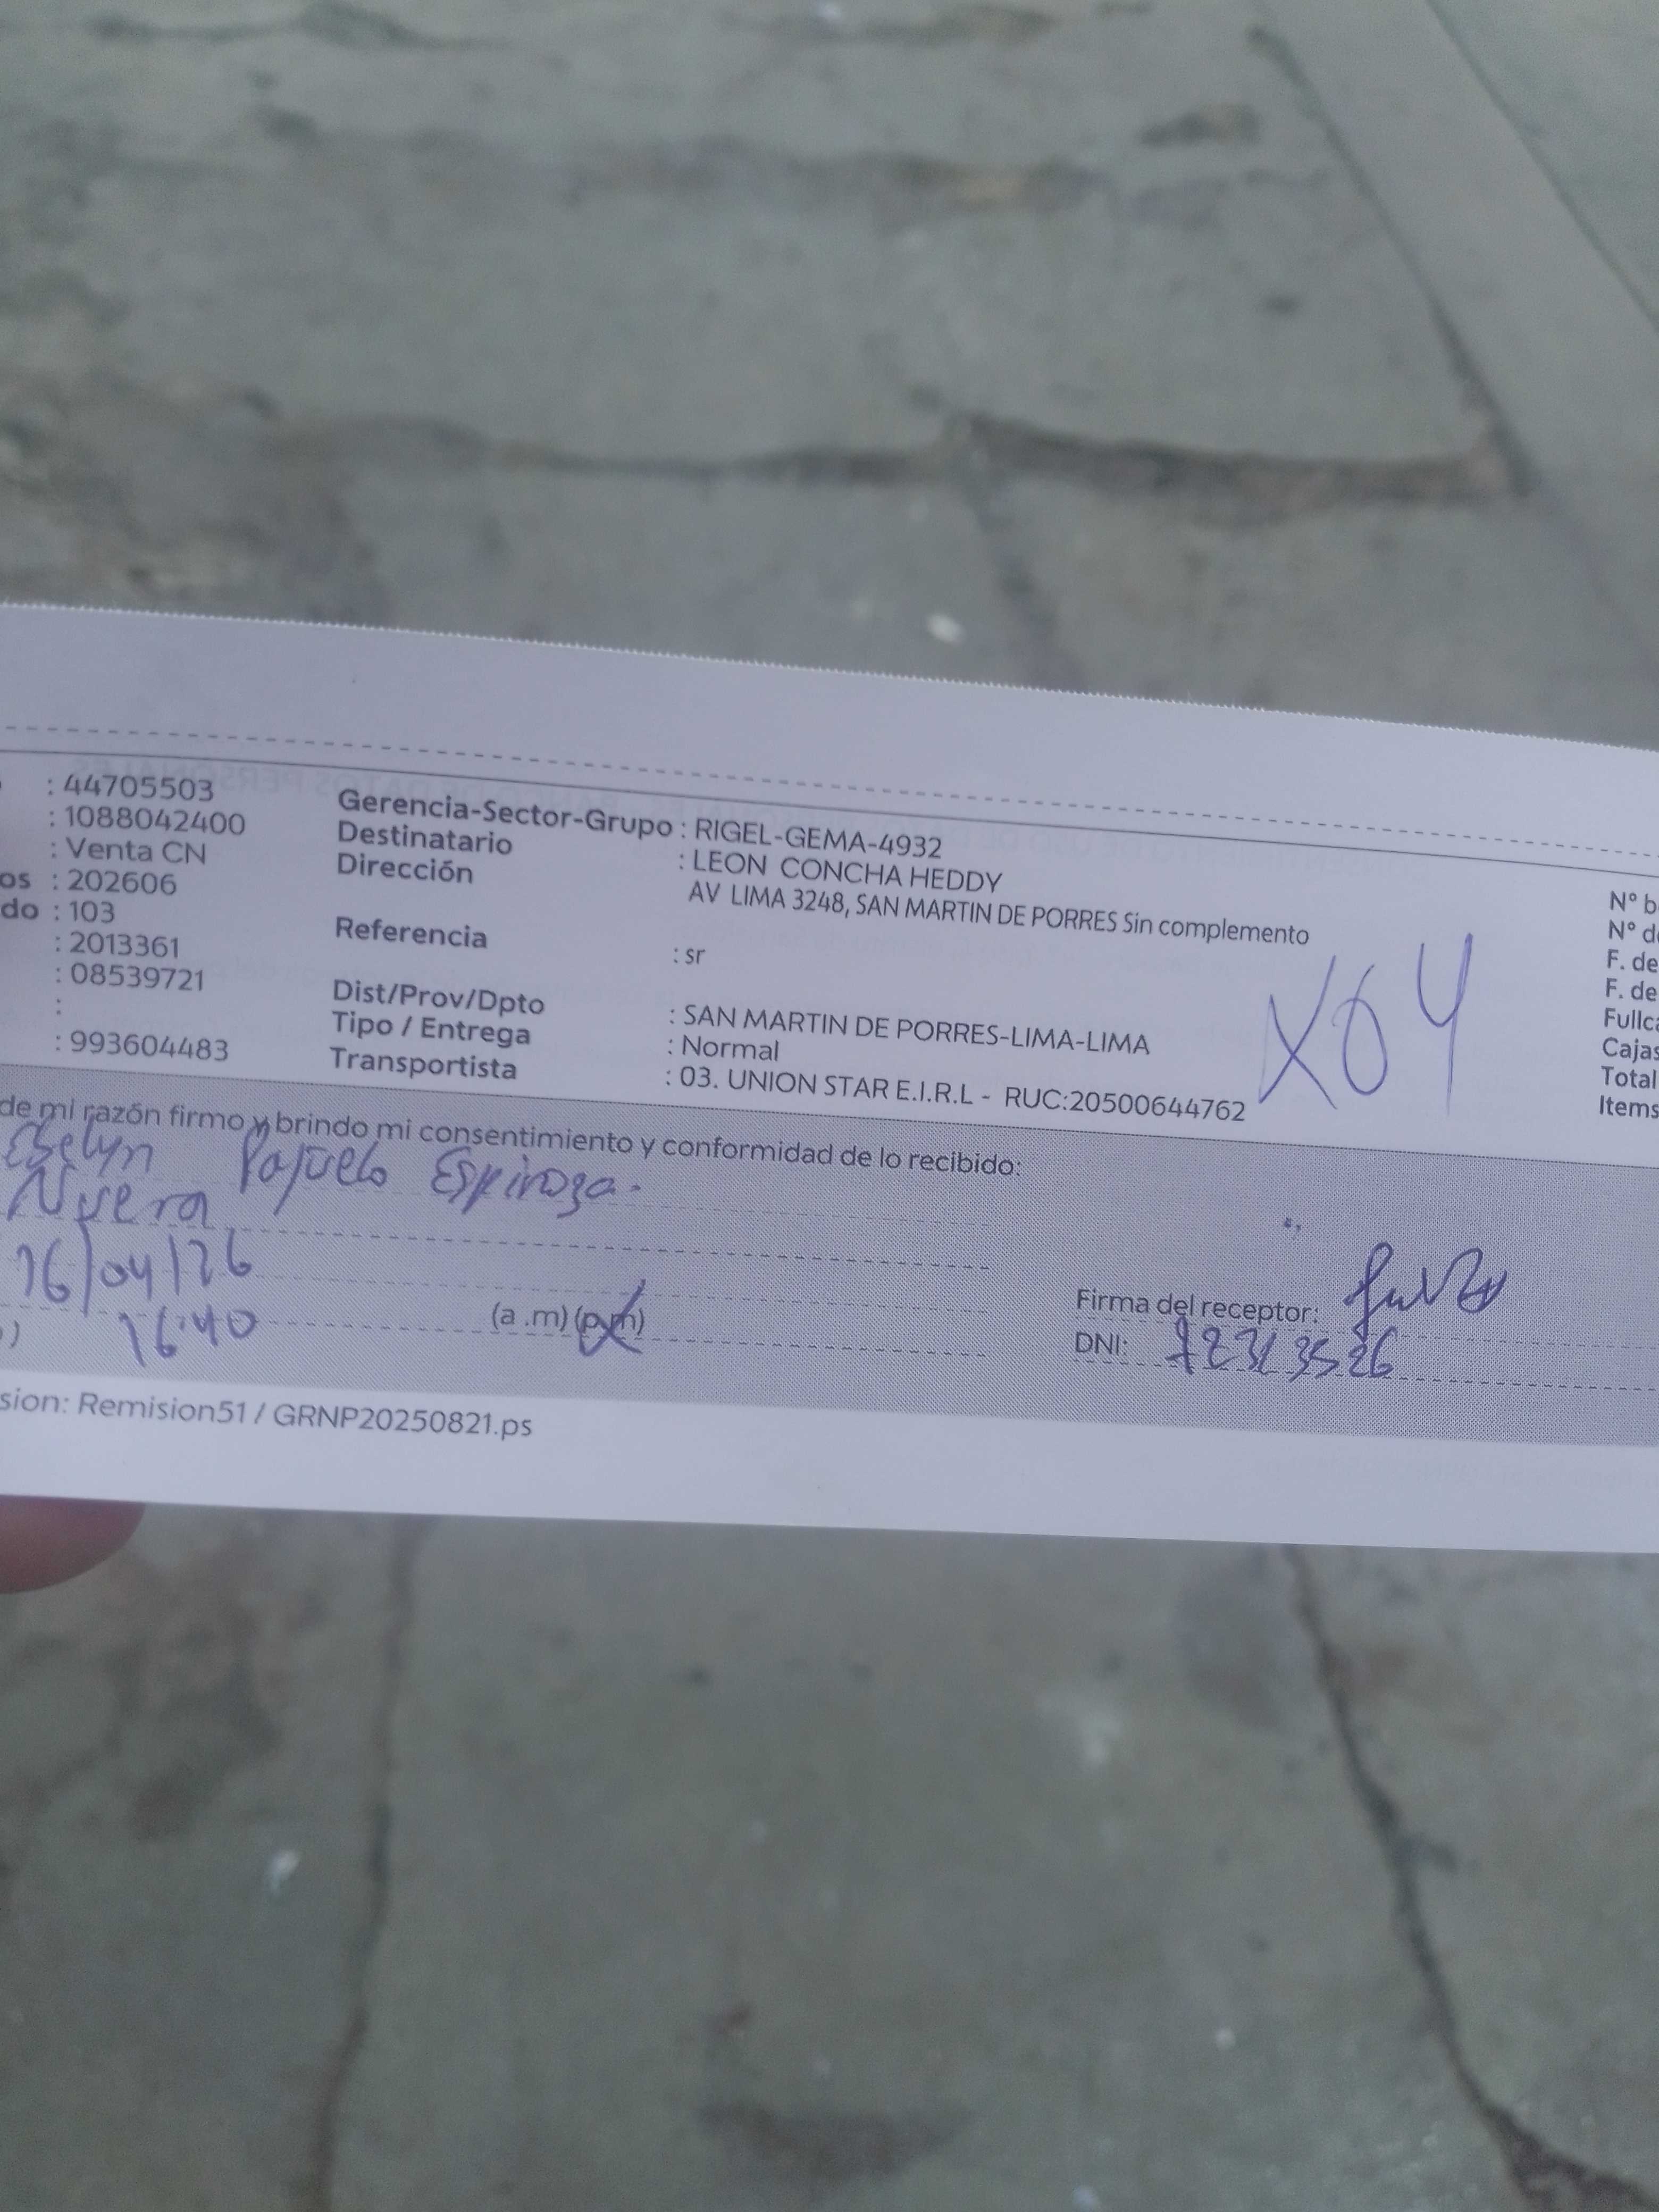 : 44705503
: 1088042400
: Venta CN
os : 202606
do : 103
: 2013361
: 08539721
:
: 993604483
Gerencia-Sector-Grupo : RIGEL-GEMA-4932
Destinatario : LEON CONCHA HEDDY
Dirección AV LIMA 3248, SAN MARTIN DE PORRES Sin complemento
Referencia : sr
Dist/Prov/Dpto : SAN MARTIN DE PORRES-LIMA-LIMA
Tipo / Entrega : Normal
Transportista : 03. UNION STAR E.I.R.L - RUC:20500644762
X04
N° b
N° d
F. de
F. de
Fullc
Cajas
Total
Items
de mi razón firmo y brindo mi consentimiento y conformidad de lo recibido:
Pajuelo Espinoza.
Nuera
16/04/26
16:40 (a .m) (p.m)
Firma del receptor:
DNI:
sion: Remision51 / GRNP20250821.ps